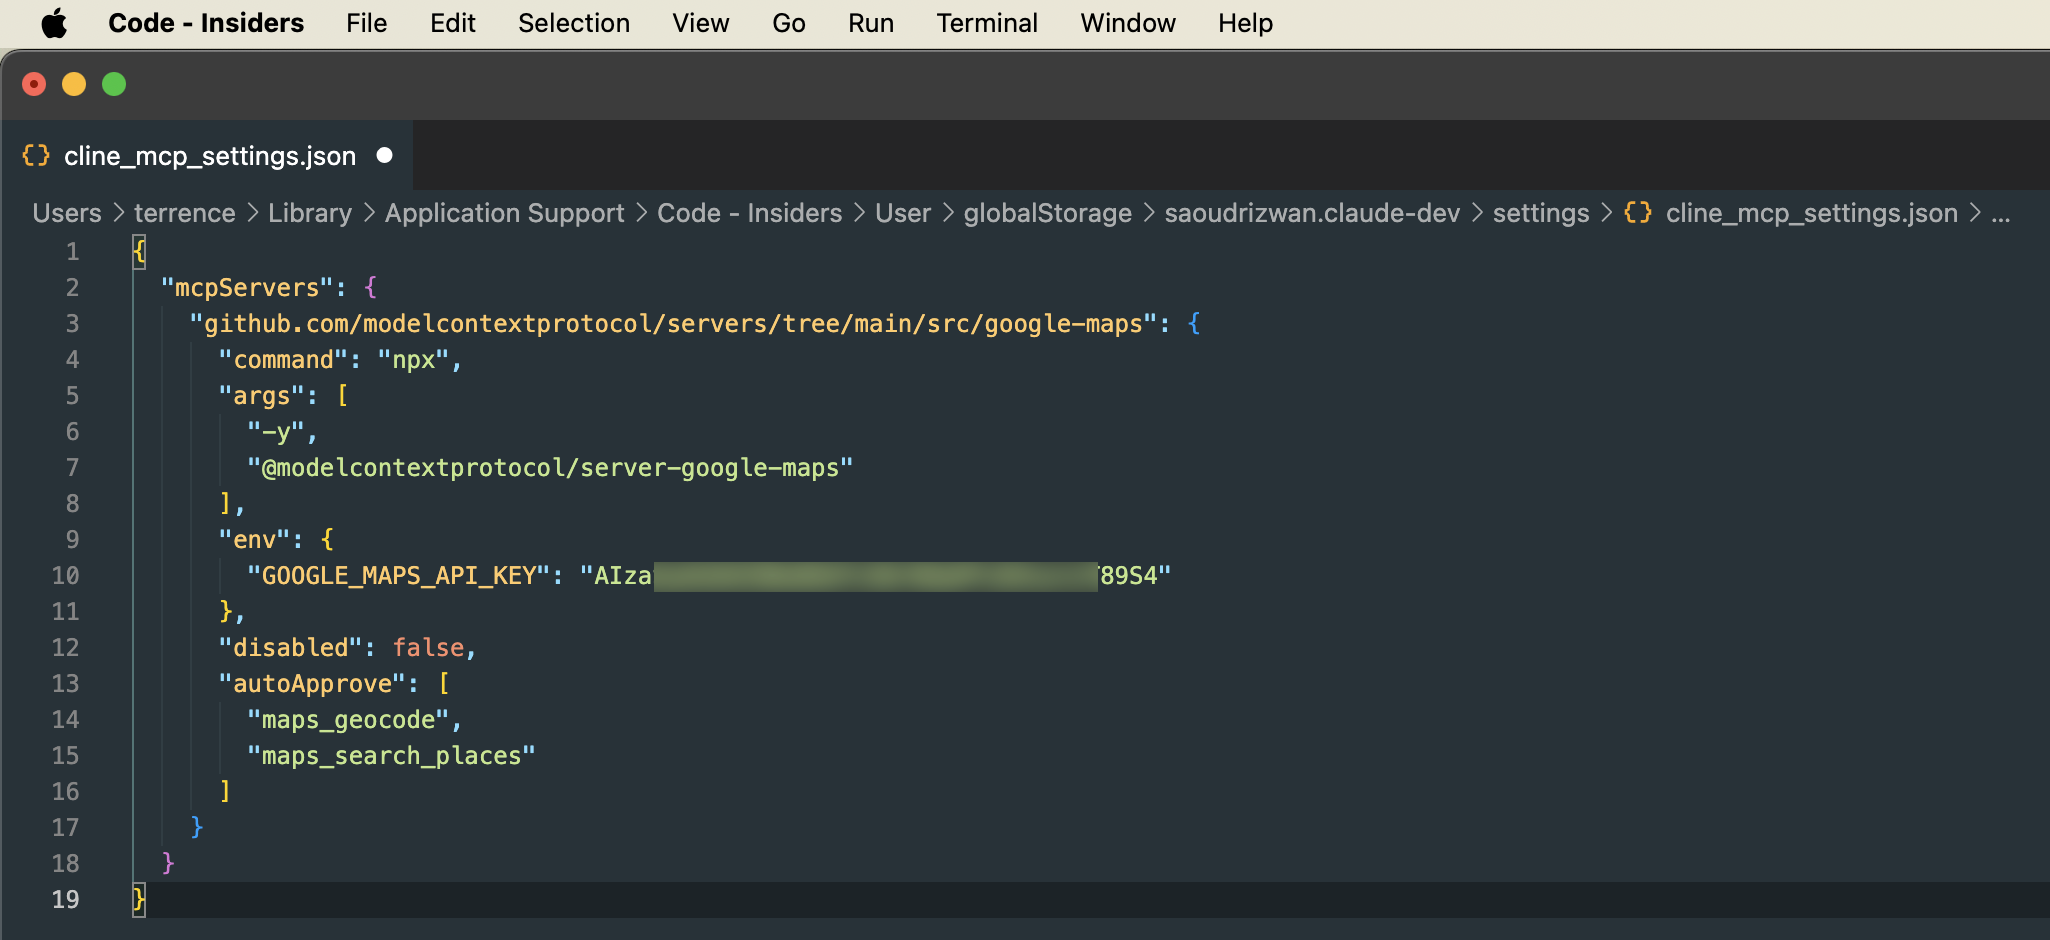 Code - Insiders File Edit Selection View Go Run Terminal Window Help
{} cline_mcp_settings.json
Users > terrence > Library > Application Support > Code - Insiders > User > globalStorage > saoudrizwan.claude-dev > settings > {} cline_mcp_settings.json > ...
1 {
2 "mcpServers": {
3 "github.com/modelcontextprotocol/servers/tree/main/src/google-maps": {
4 "command": "npx",
5 "args": [
6 "-y",
7 "@modelcontextprotocol/server-google-maps"
8 ],
9 "env": {
10 "GOOGLE_MAPS_API_KEY": "AIza 89S4"
11 },
12 "disabled": false,
13 "autoApprove": [
14 "maps_geocode",
15 "maps_search_places"
16 ]
17 }
18 }
19 }